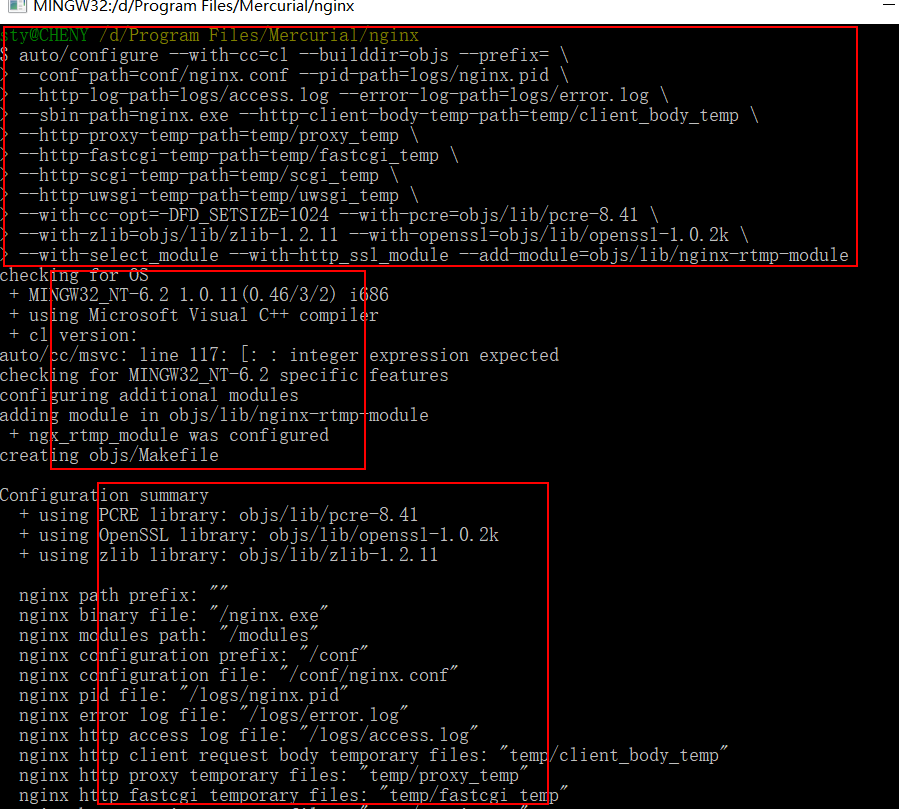 MINGW32:/d/Program Files/Mercurial/nginx
sty@CHENY /d/Program Files/Mercurial/nginx
$ auto/configure --with-cc=cl --builddir=objs --prefix= \
> --conf-path=conf/nginx.conf --pid-path=logs/nginx.pid \
> --http-log-path=logs/access.log --error-log-path=logs/error.log \
> --sbin-path=nginx.exe --http-client-body-temp-path=temp/client_body_temp \
> --http-proxy-temp-path=temp/proxy_temp \
> --http-fastcgi-temp-path=temp/fastcgi_temp \
> --http-scgi-temp-path=temp/scgi_temp \
> --http-uwsgi-temp-path=temp/uwsgi_temp \
> --with-cc-opt=-DFD_SETSIZE=1024 --with-pcre=objs/lib/pcre-8.41 \
> --with-zlib=objs/lib/zlib-1.2.11 --with-openssl=objs/lib/openssl-1.0.2k \
> --with-select_module --with-http_ssl_module --add-module=objs/lib/nginx-rtmp-module
checking for OS
+ MINGW32_NT-6.2 1.0.11(0.46/3/2) i686
+ using Microsoft Visual C++ compiler
+ cl version:
auto/cc/msvc: line 117: [: : integer expression expected
checking for MINGW32_NT-6.2 specific features
configuring additional modules
adding module in objs/lib/nginx-rtmp-module
+ ngx_rtmp_module was configured
creating objs/Makefile
Configuration summary
+ using PCRE library: objs/lib/pcre-8.41
+ using OpenSSL library: objs/lib/openssl-1.0.2k
+ using zlib library: objs/lib/zlib-1.2.11
nginx path prefix: ""
nginx binary file: "/nginx.exe"
nginx modules path: "/modules"
nginx configuration prefix: "/conf"
nginx configuration file: "/conf/nginx.conf"
nginx pid file: "/logs/nginx.pid"
nginx error log file: "/logs/error.log"
nginx http access log file: "/logs/access.log"
nginx http client request body temporary files: "temp/client_body_temp"
nginx http proxy temporary files: "temp/proxy_temp"
nginx http fastcgi temporary files: "temp/fastcgi_temp"